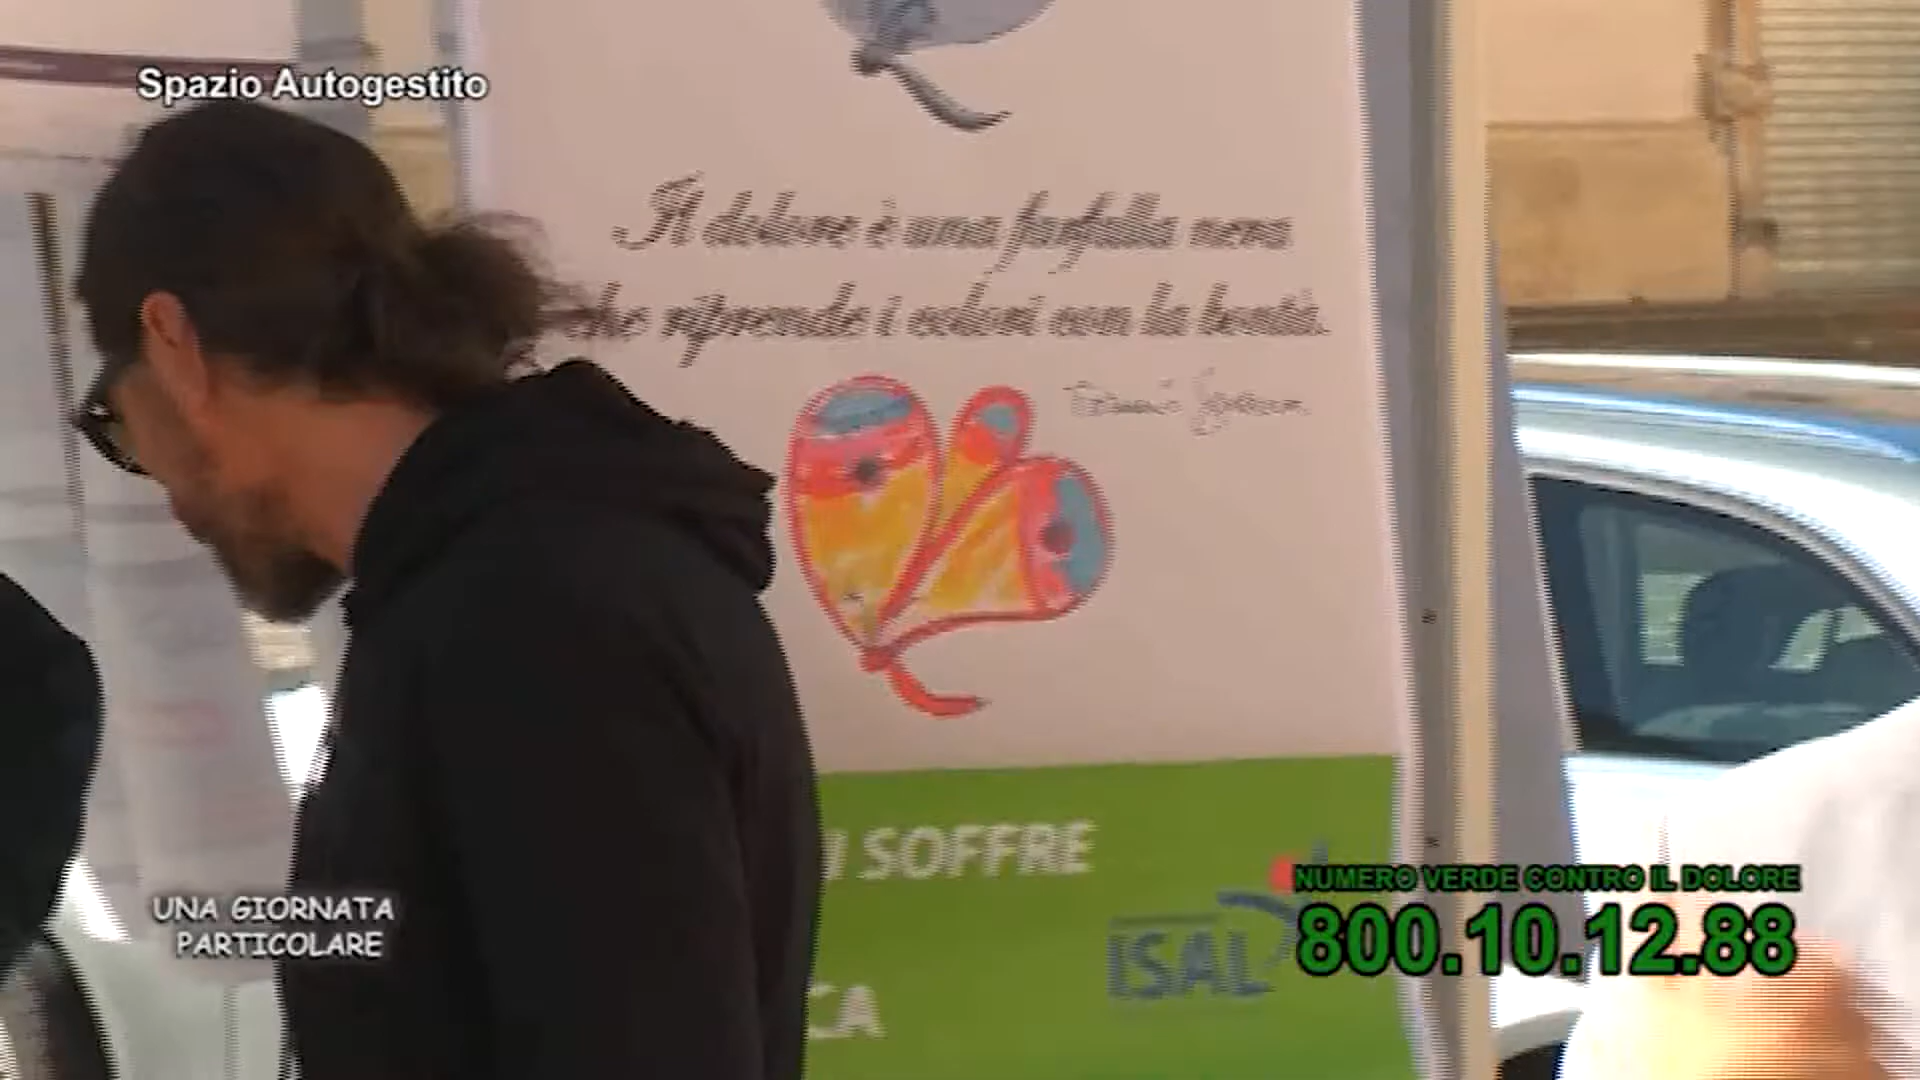 Spazio Autogestito
Il dolore è una farfalla nera
che riprende i colori con la bontà.
SOFFRE
ISAL
CA
NUMERO VERDE CONTRO IL DOLORE
800.10.12.88
UNA GIORNATA
PARTICOLARE